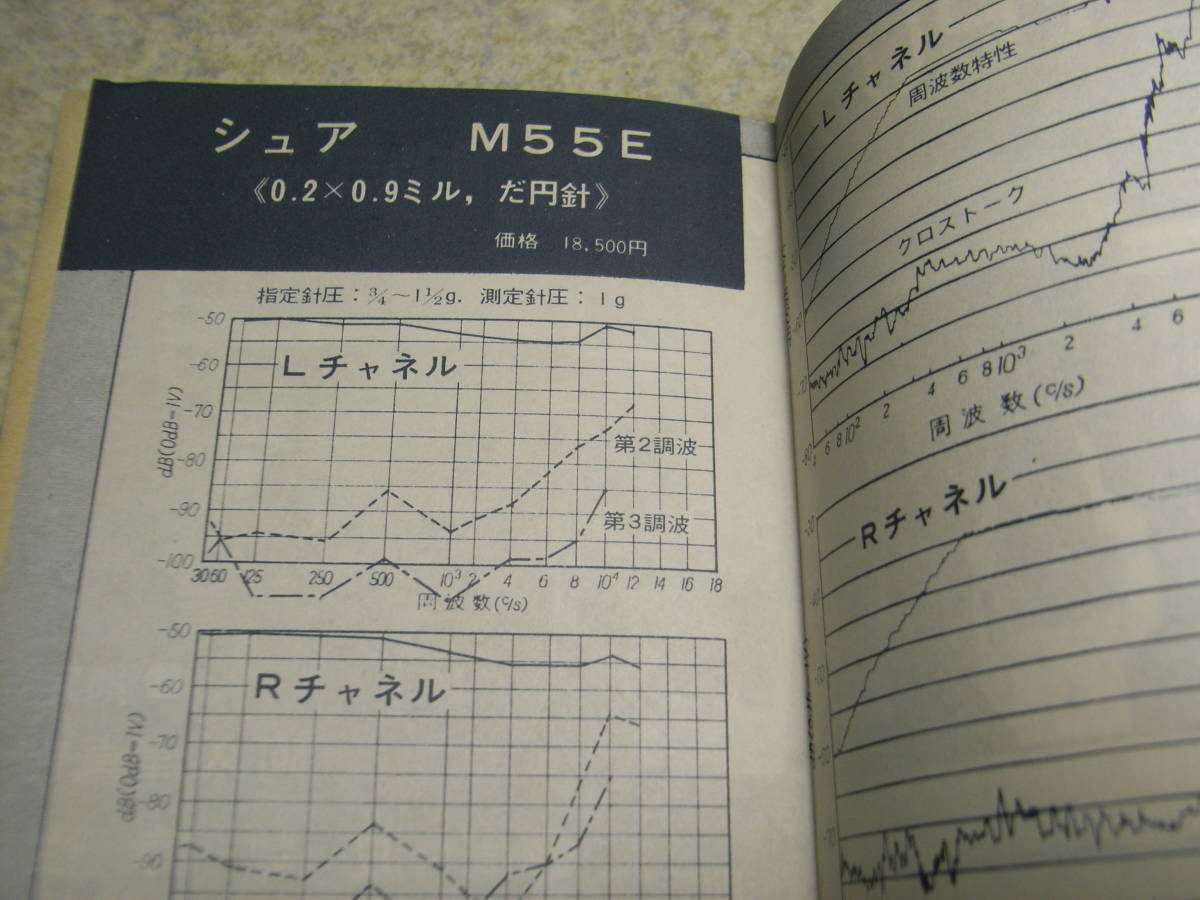 シュア M55E
《0.2×0.9ミル, だ円針》
価格 18,500円
指定針圧：3/4〜1 1/2g. 測定針圧：1g
-50
-60
-70
-80
-90
-100
dB(0dB=1V)
Lチャネル
第2調波
第3調波
30 60 125 250 500 10³ 2 4 6 8 10⁴ 12 14 16 18
周波数(c/s)
-50
-60
-70
-80
-90
dB(0dB=1V)
Rチャネル
Lチャネル
周波数特性
クロストーク
-80
4 6 8 10² 2 4 6 8 10³ 2 4 6
周波数(c/s)
Rチャネル